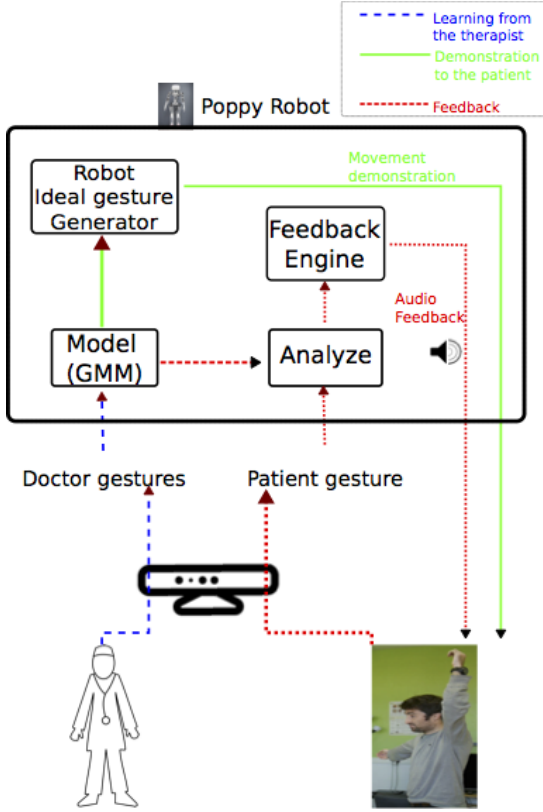 Learning from
the therapist
Demonstration
to the patient
Feedback
Poppy Robot
Robot
Ideal gesture
Generator
Movement
demonstration
Feedback
Engine
Audio
Feedback
Model
(GMM)
Analyze
Doctor gestures
Patient gesture